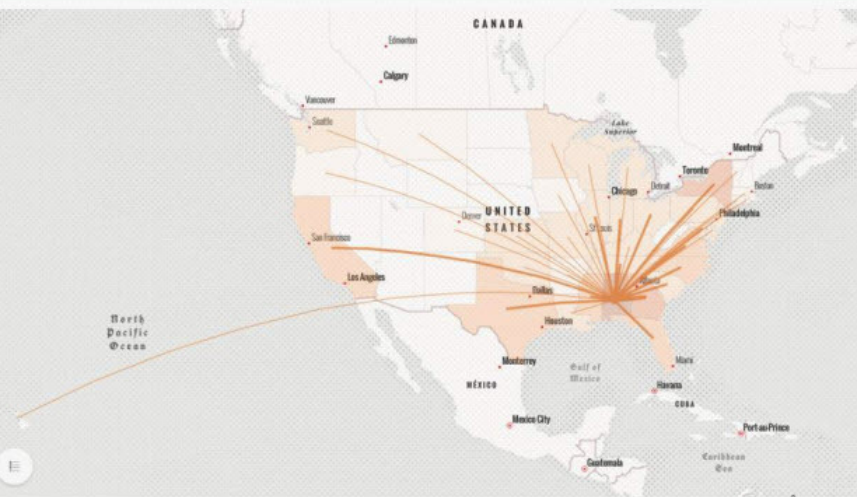 CANADA
Edmonton
Calgary
Vancouver
Seattle
Lake
Superior
Montreal
Toronto
Chicago
Detroit
Boston
Philadelphia
Denver
UNITED
STATES
St. Louis
San Francisco
Los Angeles
Dallas
Atlanta
Houston
North
Pacific
Ocean
Monterrey
Gulf of
Mexico
Miami
MÉXICO
Havana
CUBA
Mexico City
Port-au-Prince
Guatemala
Caribbean
Sea